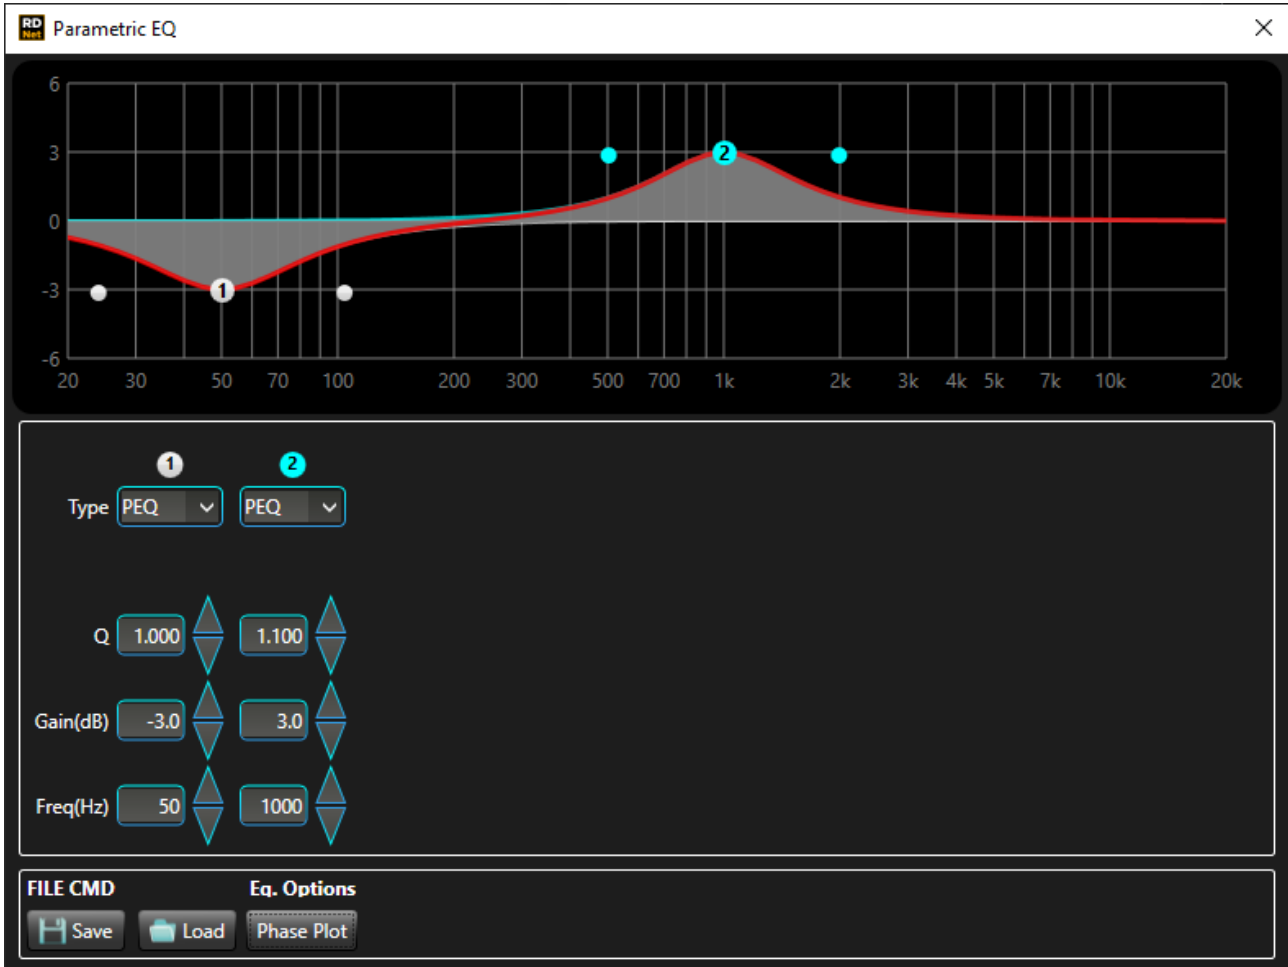 RD Net Parametric EQ
6
3
0
-3
-6
1
2
20 30 50 70 100 200 300 500 700 1k 2k 3k 4k 5k 7k 10k 20k
1 2
Type PEQ PEQ
Q 1.000 1.100
Gain(dB) -3.0 3.0
Freq(Hz) 50 1000
FILE CMD Eq. Options
Save Load Phase Plot